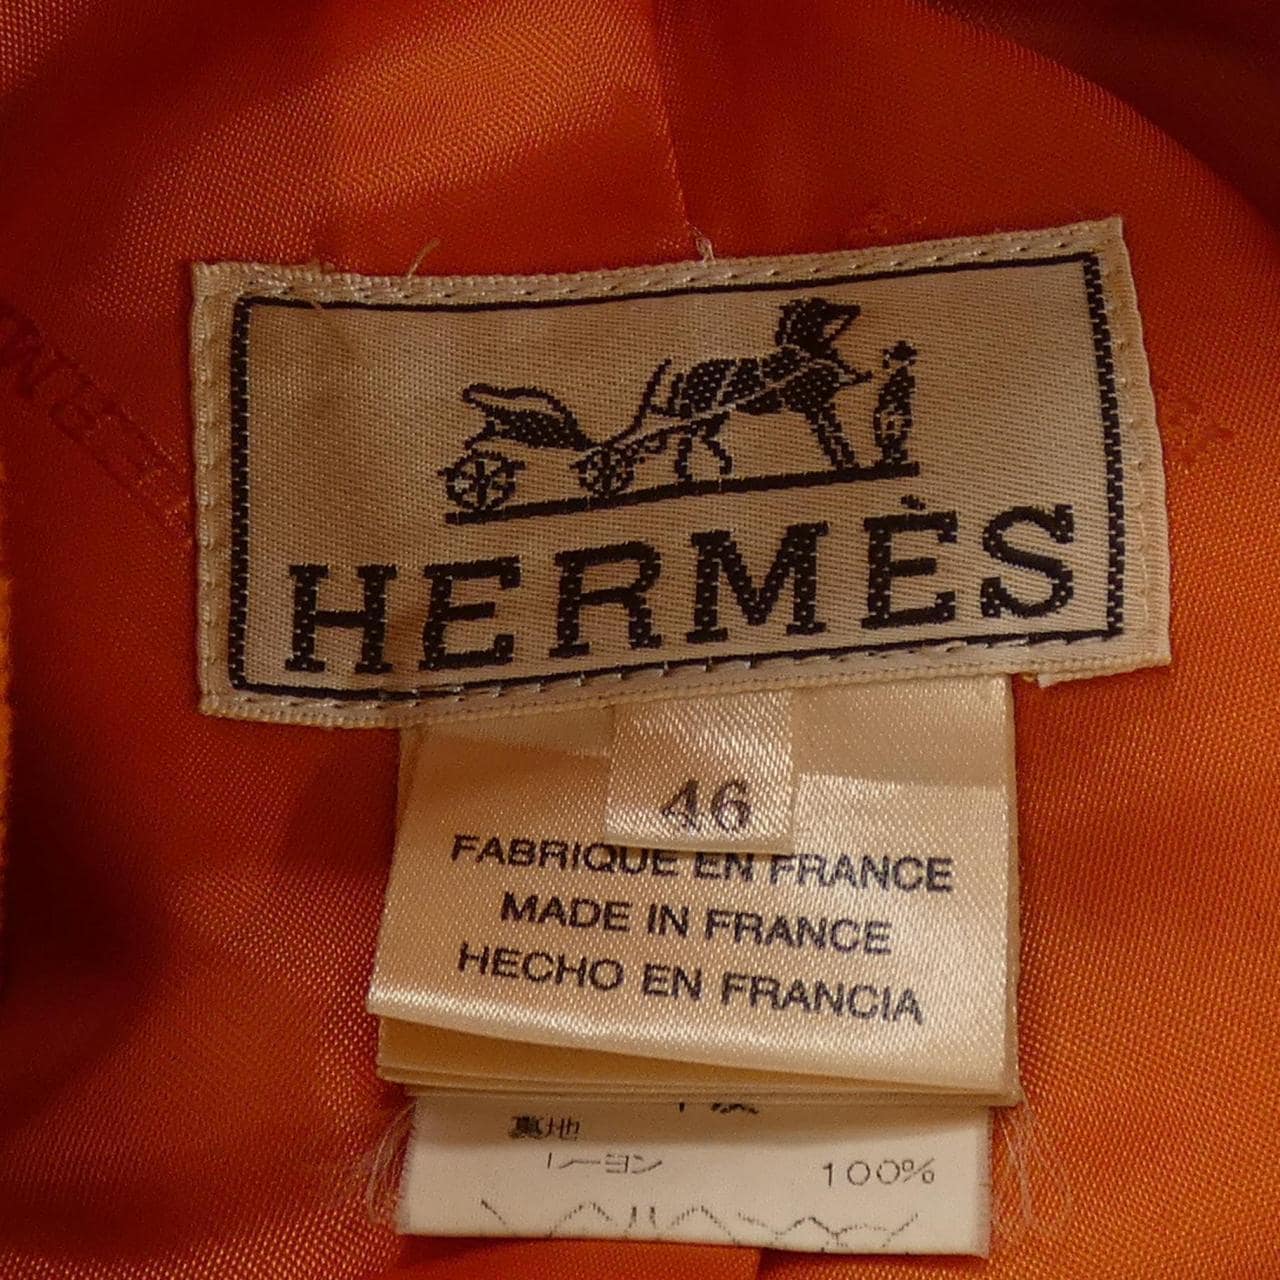 HERMÈS
46
FABRIQUE EN FRANCE
MADE IN FRANCE
HECHO EN FRANCIA
裏地
レーヨン 100%